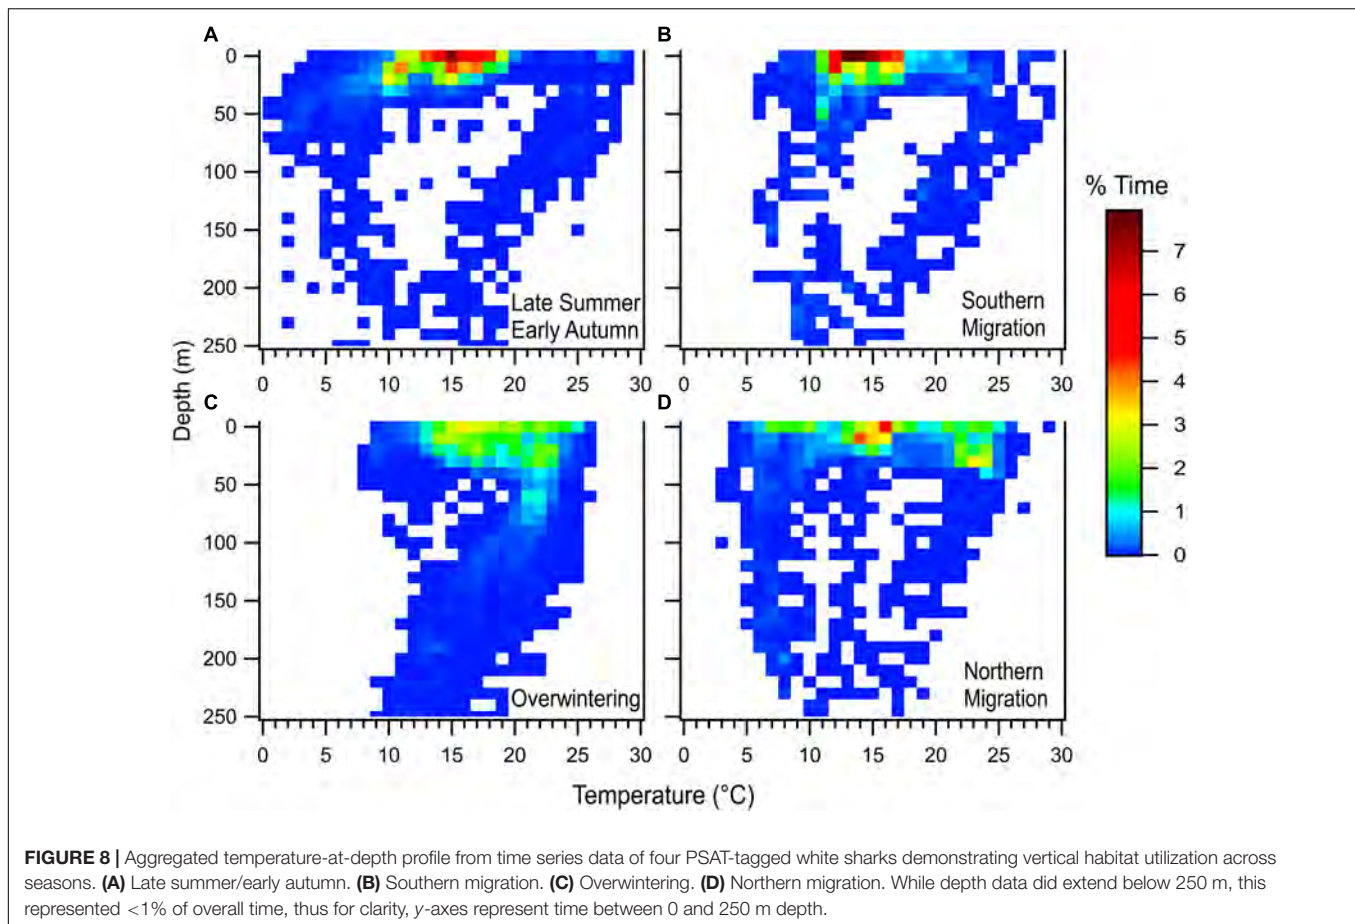 A
B
0
50
100
150
200
250
Late Summer
Early Autumn
Southern
Migration
0 5 10 15 20 25 30
0 5 10 15 20 25 30
% Time
7
6
5
4
3
2
1
0
Depth (m)
C
D
0
50
100
150
200
250
Overwintering
Northern
Migration
0 5 10 15 20 25 30
0 5 10 15 20 25 30
Temperature (°C)
FIGURE 8 | Aggregated temperature-at-depth profile from time series data of four PSAT-tagged white sharks demonstrating vertical habitat utilization across
seasons. (A) Late summer/early autumn. (B) Southern migration. (C) Overwintering. (D) Northern migration. While depth data did extend below 250 m, this
represented <1% of overall time, thus for clarity, y-axes represent time between 0 and 250 m depth.